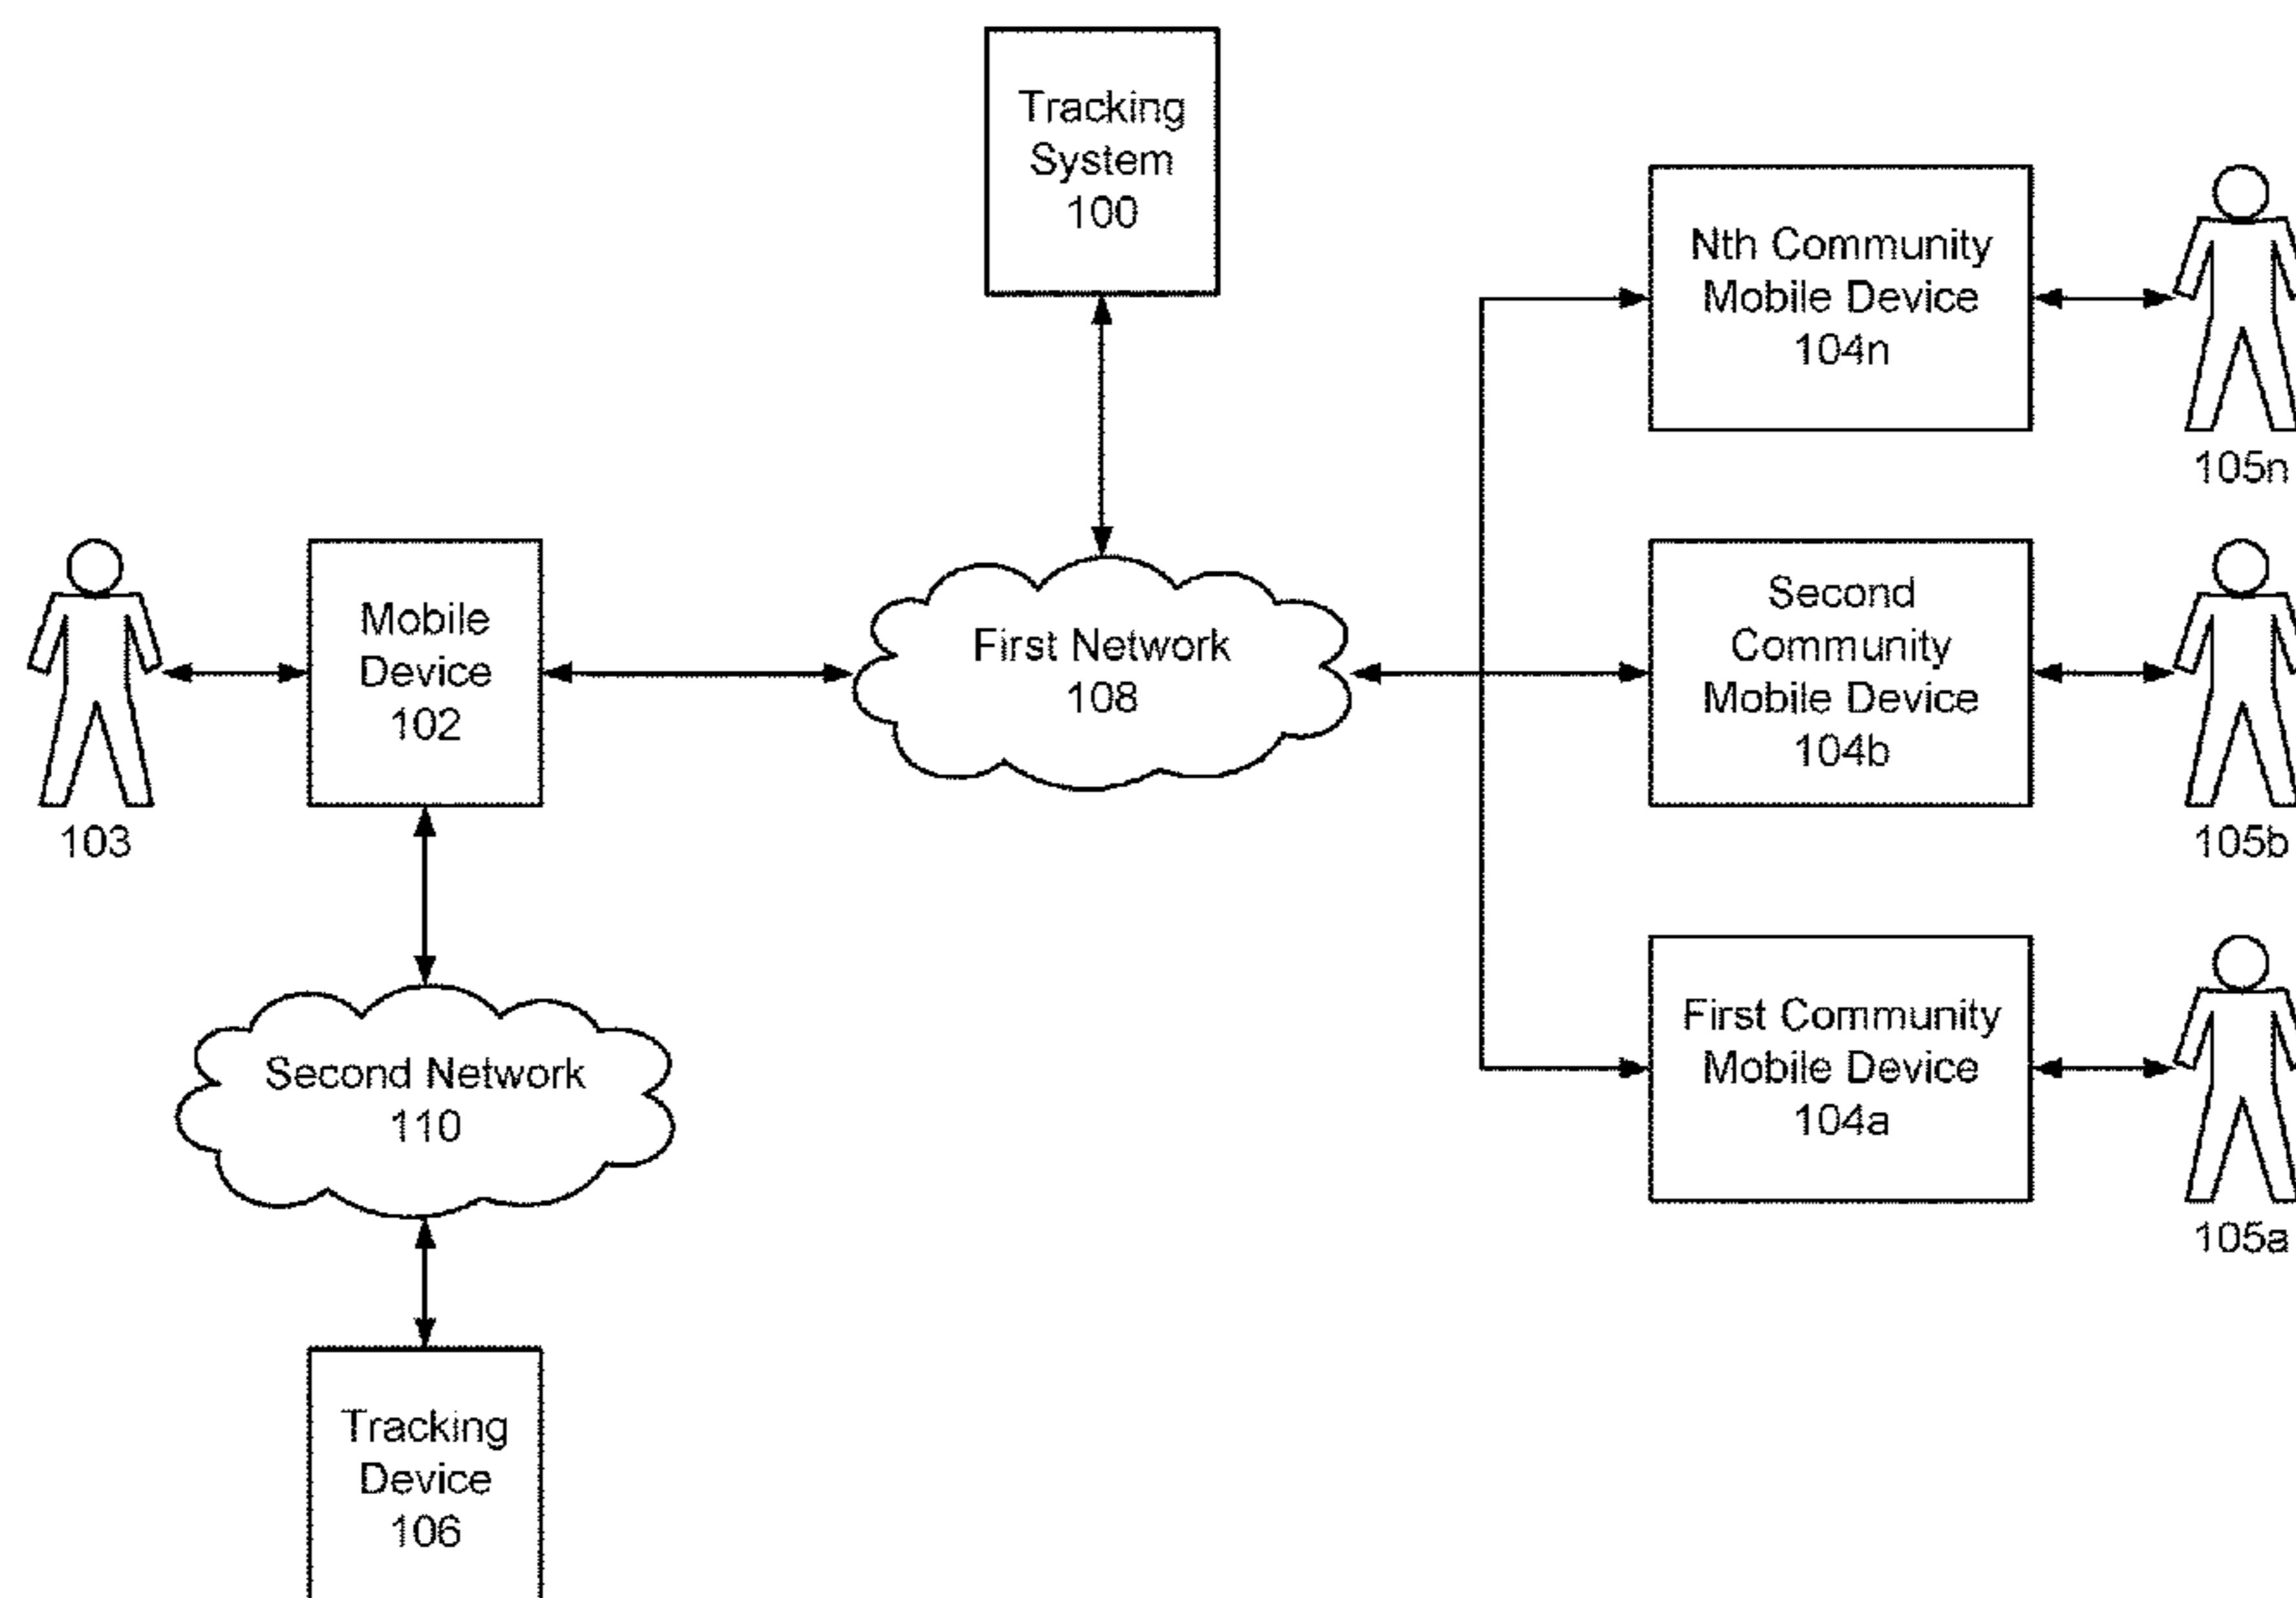 Tracking
System
100
Nth Community
Mobile Device
104n
105n
Mobile
Device
102
103
First Network
108
Second
Community
Mobile Device
104b
105b
Second Network
110
First Community
Mobile Device
104a
105a
Tracking
Device
106